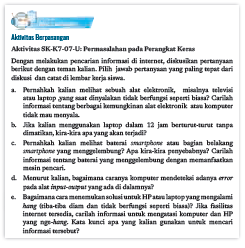 Aktivitas Berpasangan
Aktivitas SK-K7-07-U: Permasalahan pada Perangkat Keras
Dengan melakukan pencarian informasi di internet, diskusikan pertanyaan
berikut dengan teman kalian. Pilih jawab pertanyaan yang paling tepat dari
diskusi dan catat di lembar kerja siswa.
a. Pernahkah kalian melihat sebuah alat elektronik, misalnya televisi
atau laptop ,yang saat dinyalakan tidak berfungsi seperti biasa? Carilah
informasi tentang berbagai kemungkinan alat elektronik atau komputer
tidak mau menyala.
b. Jika kalian menggunakan laptop dalam 12 jam berturut-turut tanpa
dimatikan, kira-kira apa yang akan terjadi?
c. Pernahkah kalian melihat baterai smartphone atau bagian belakang
smartphone yang menggelembung? Apa kira-kira penyebabnya? Carilah
informasi tentang baterai yang menggelembung dengan memanfaatkan
mesin pencari.
d. Menurut kalian, bagaimana caranya komputer mendeteksi adanya error
pada alat input-output yang ada di dalamnya?
e. Bagaimana cara menemukan solusi untuk HP atau laptop yang mengalami
hang (tiba-tiba diam dan tidak berfungsi seperti biasa)? Jika fasilitas
internet tersedia, carilah informasi untuk mengatasi komputer dan HP
yang nge-hang. Kata kunci apa yang kalian gunakan untuk mencari
informasi tersebut?